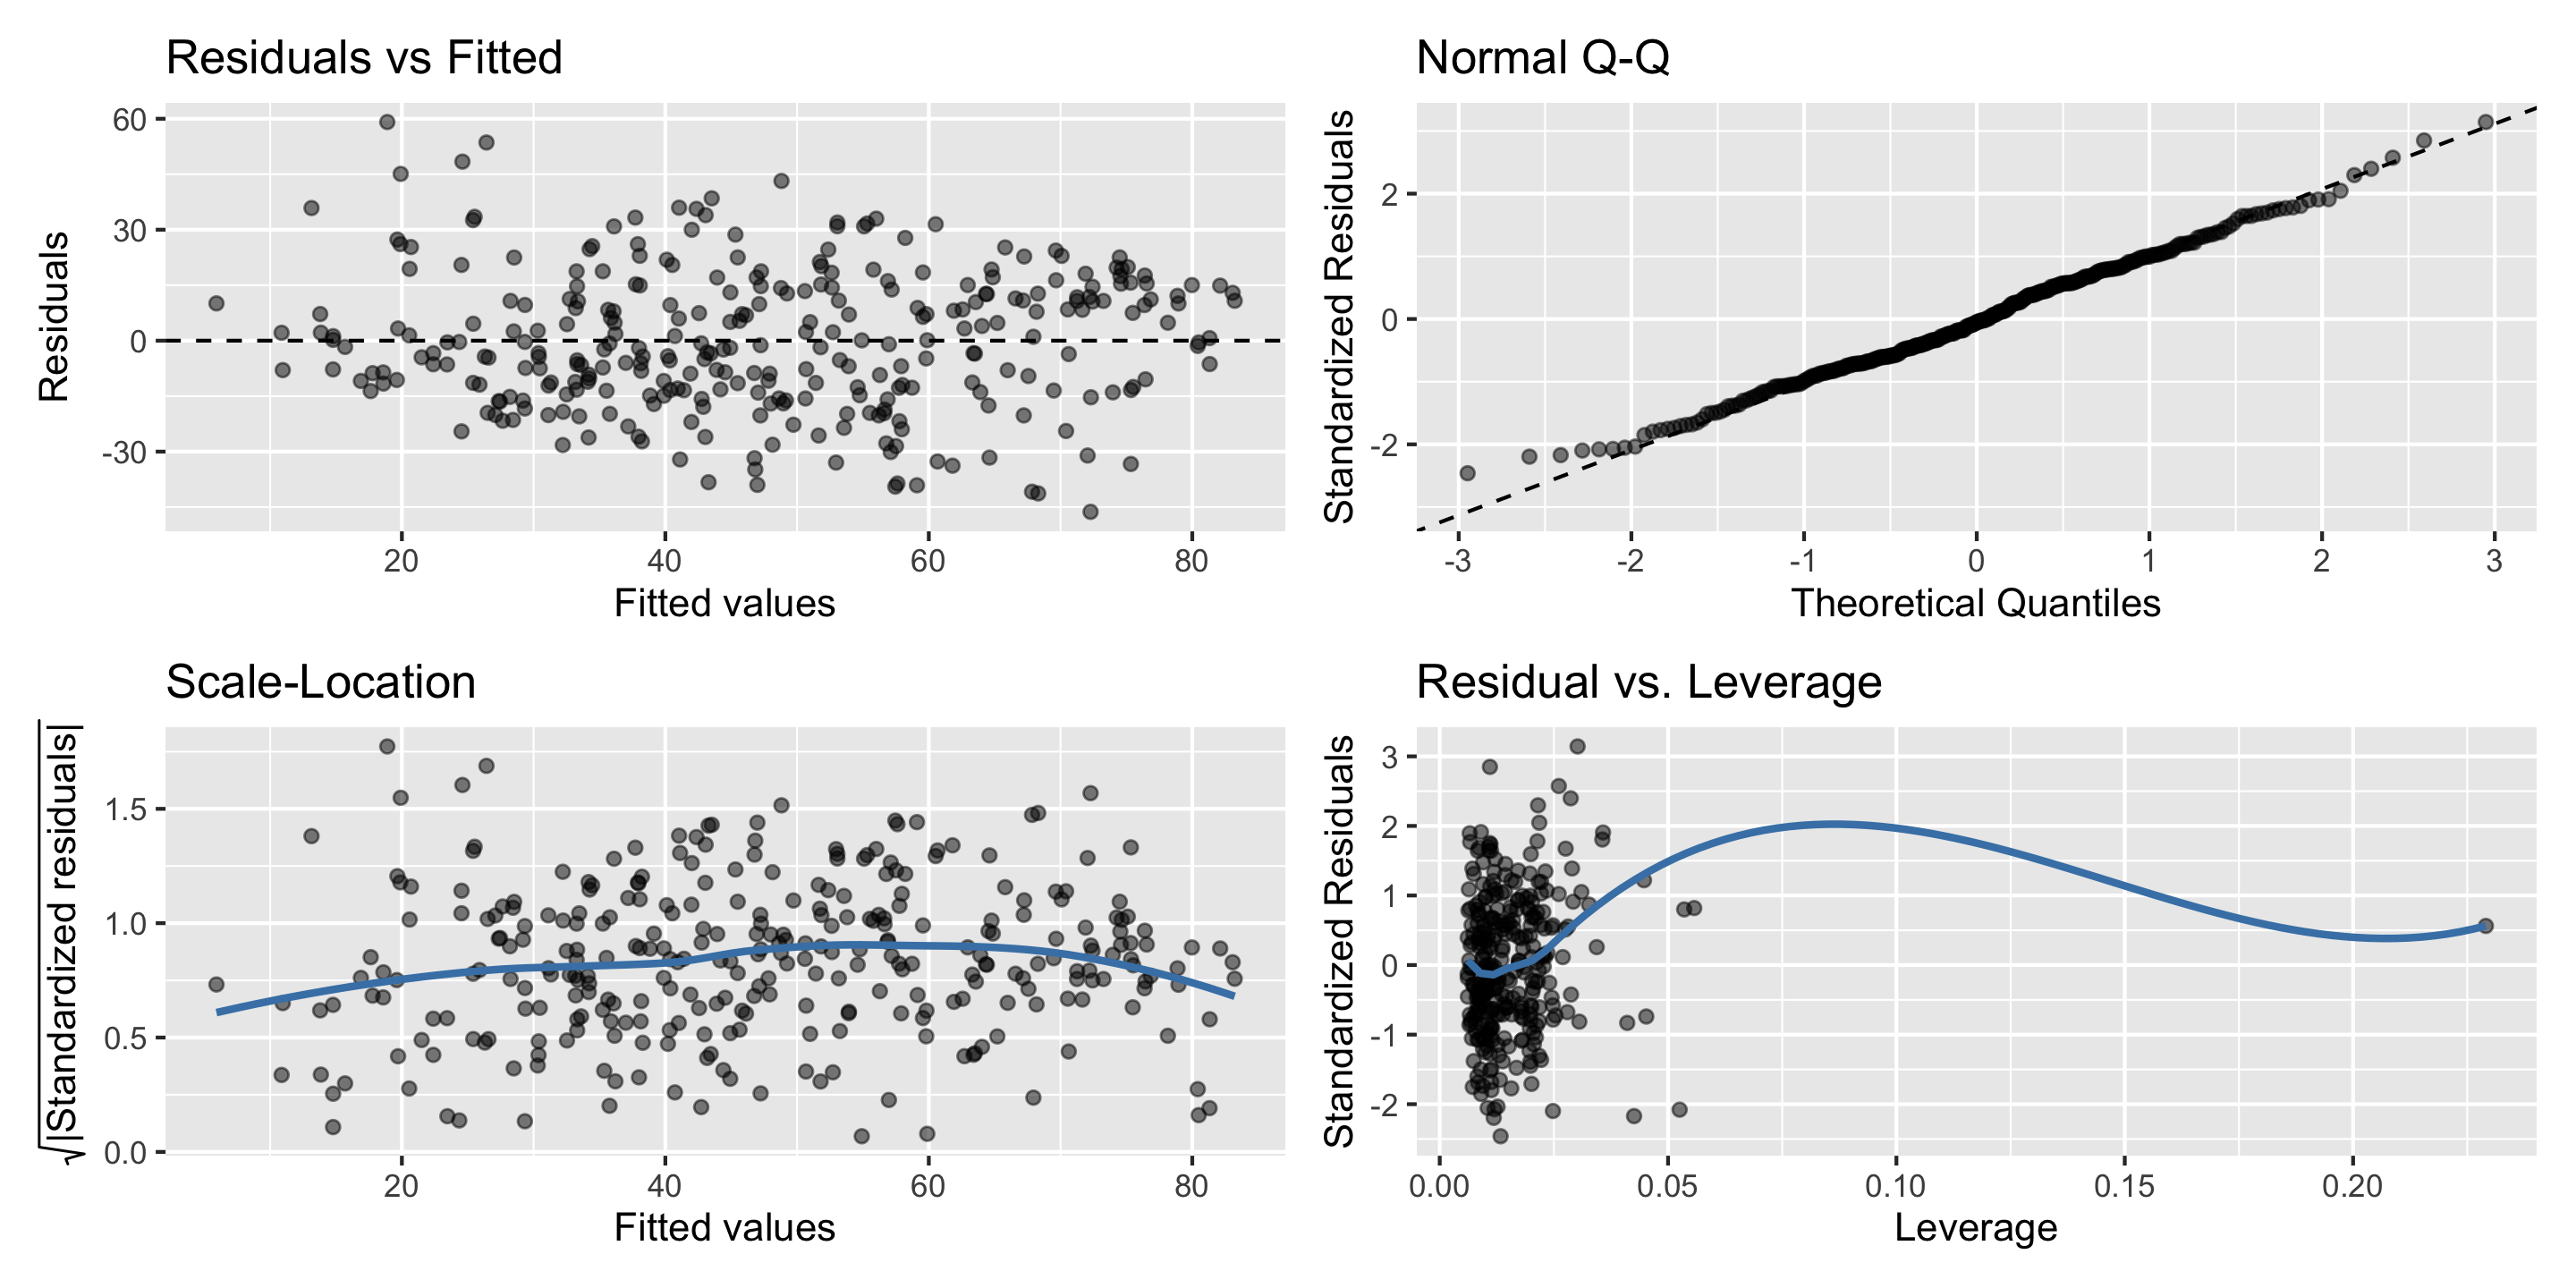 Residuals vs Fitted
Residuals
60
30
0
-30
20 40 60 80
Fitted values
Normal Q-Q
Standardized Residuals
2
0
-2
-3 -2 -1 0 1 2 3
Theoretical Quantiles
Scale-Location
√|Standardized residuals|
1.5
1.0
0.5
0.0
20 40 60 80
Fitted values
Residual vs. Leverage
Standardized Residuals
3
2
1
0
-1
-2
0.00 0.05 0.10 0.15 0.20
Leverage